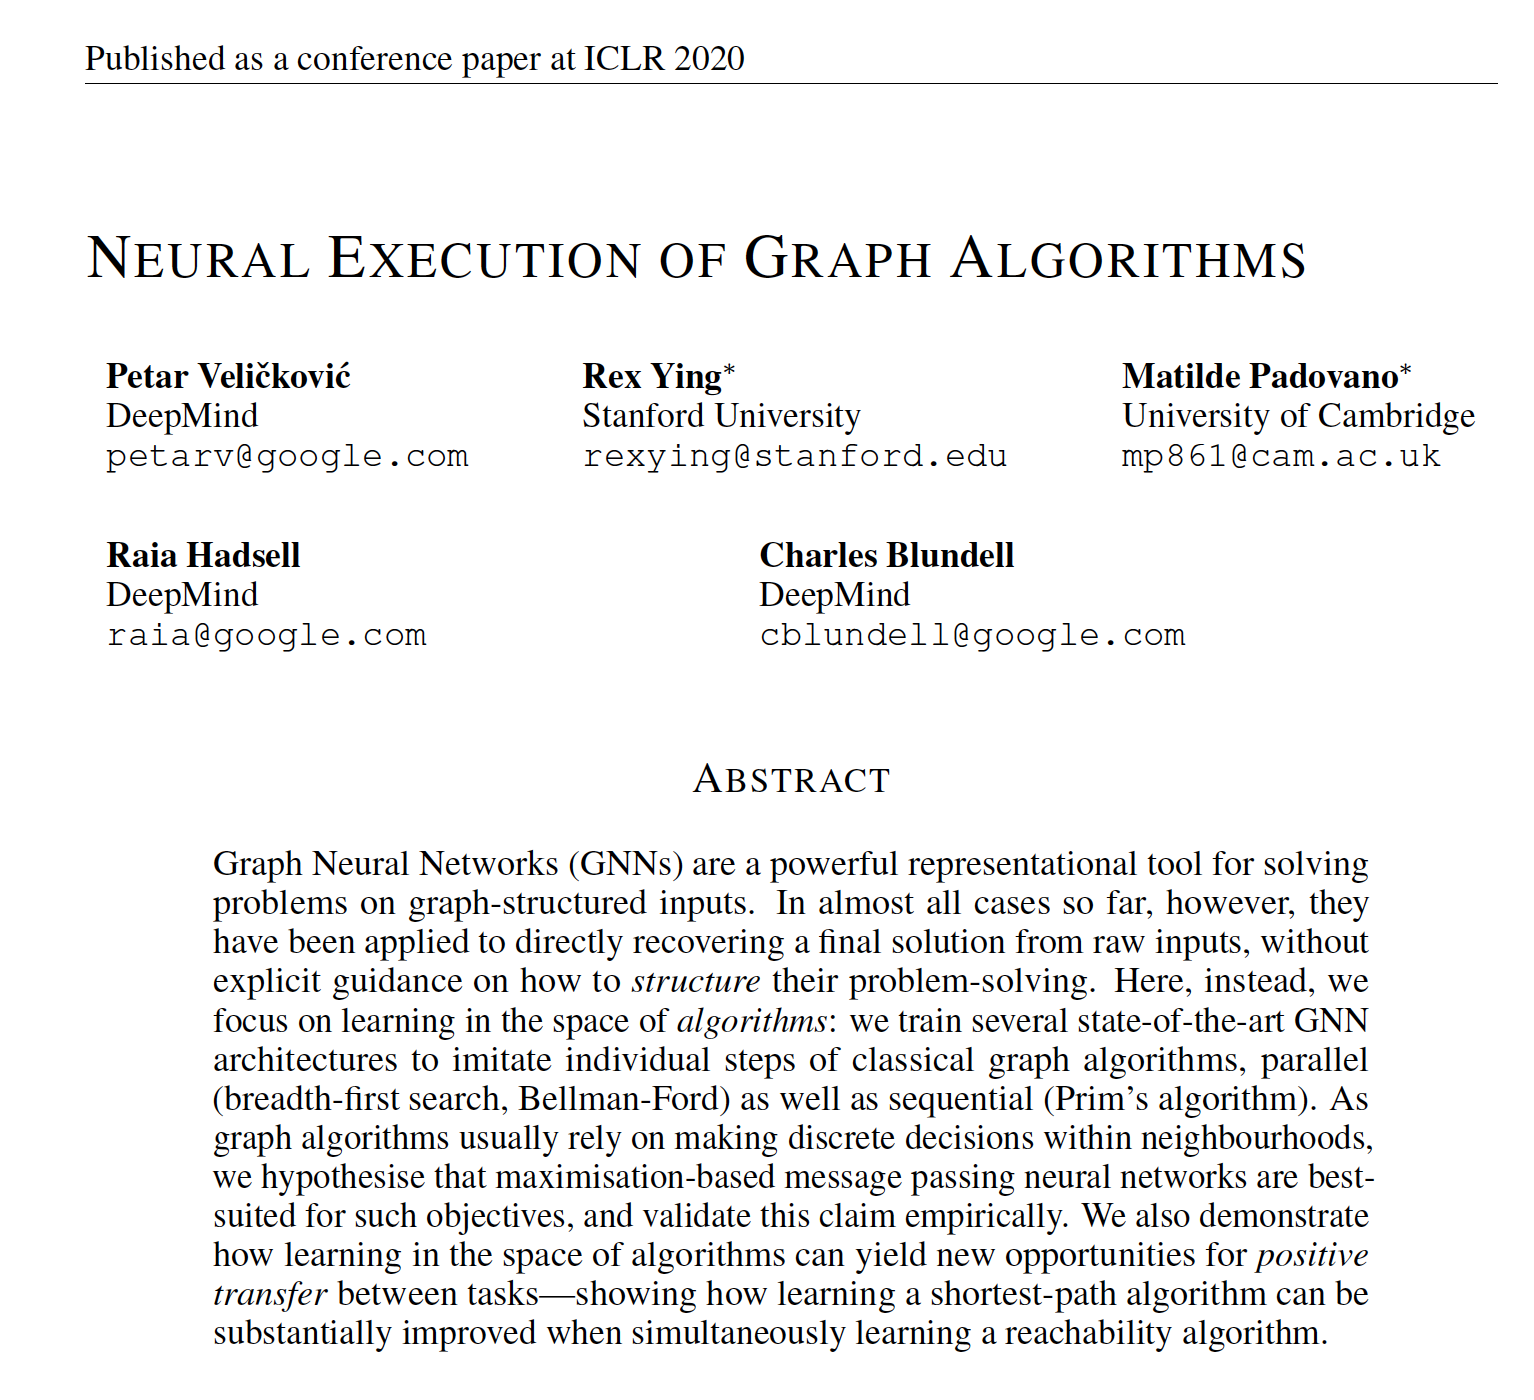 Published as a conference paper at ICLR 2020
NEURAL EXECUTION OF GRAPH ALGORITHMS
Petar Veličković
DeepMind
petarv@google.com
Rex Ying*
Stanford University
rexying@stanford.edu
Matilde Padovano*
University of Cambridge
mp861@cam.ac.uk
Raia Hadsell
DeepMind
raia@google.com
Charles Blundell
DeepMind
cblundell@google.com
ABSTRACT
Graph Neural Networks (GNNs) are a powerful representational tool for solving
problems on graph-structured inputs. In almost all cases so far, however, they
have been applied to directly recovering a final solution from raw inputs, without
explicit guidance on how to structure their problem-solving. Here, instead, we
focus on learning in the space of algorithms: we train several state-of-the-art GNN
architectures to imitate individual steps of classical graph algorithms, parallel
(breadth-first search, Bellman-Ford) as well as sequential (Prim's algorithm). As
graph algorithms usually rely on making discrete decisions within neighbourhoods,
we hypothesise that maximisation-based message passing neural networks are best-
suited for such objectives, and validate this claim empirically. We also demonstrate
how learning in the space of algorithms can yield new opportunities for positive
transfer between tasks—showing how learning a shortest-path algorithm can be
substantially improved when simultaneously learning a reachability algorithm.